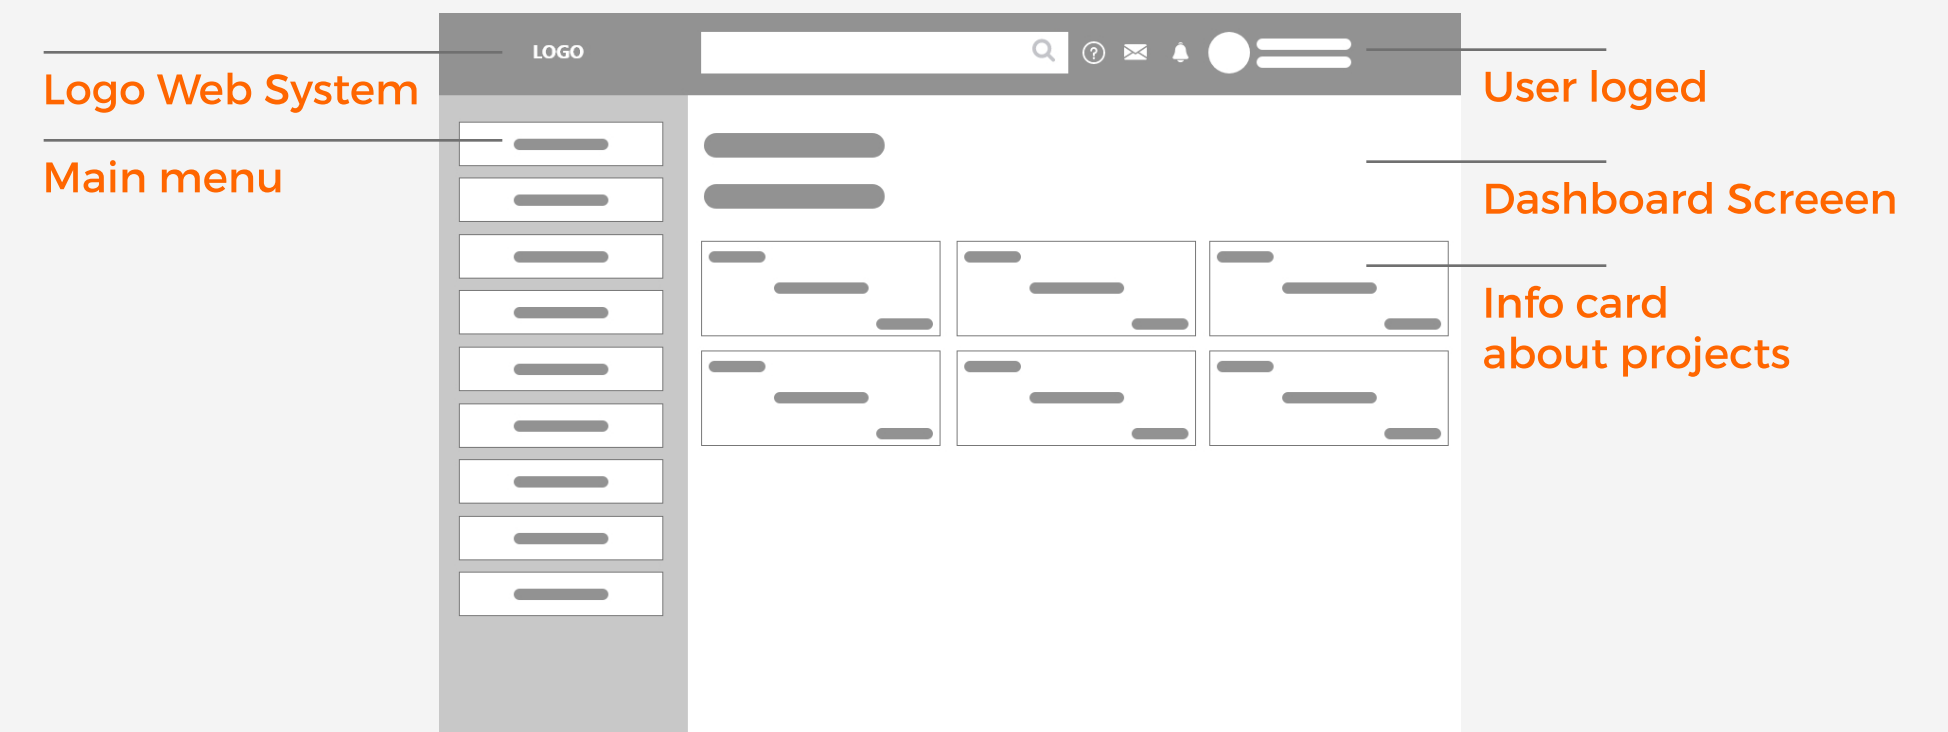 LOGO
Logo Web System
Main menu
?
User loged
Dashboard Screeen
Info card
about projects